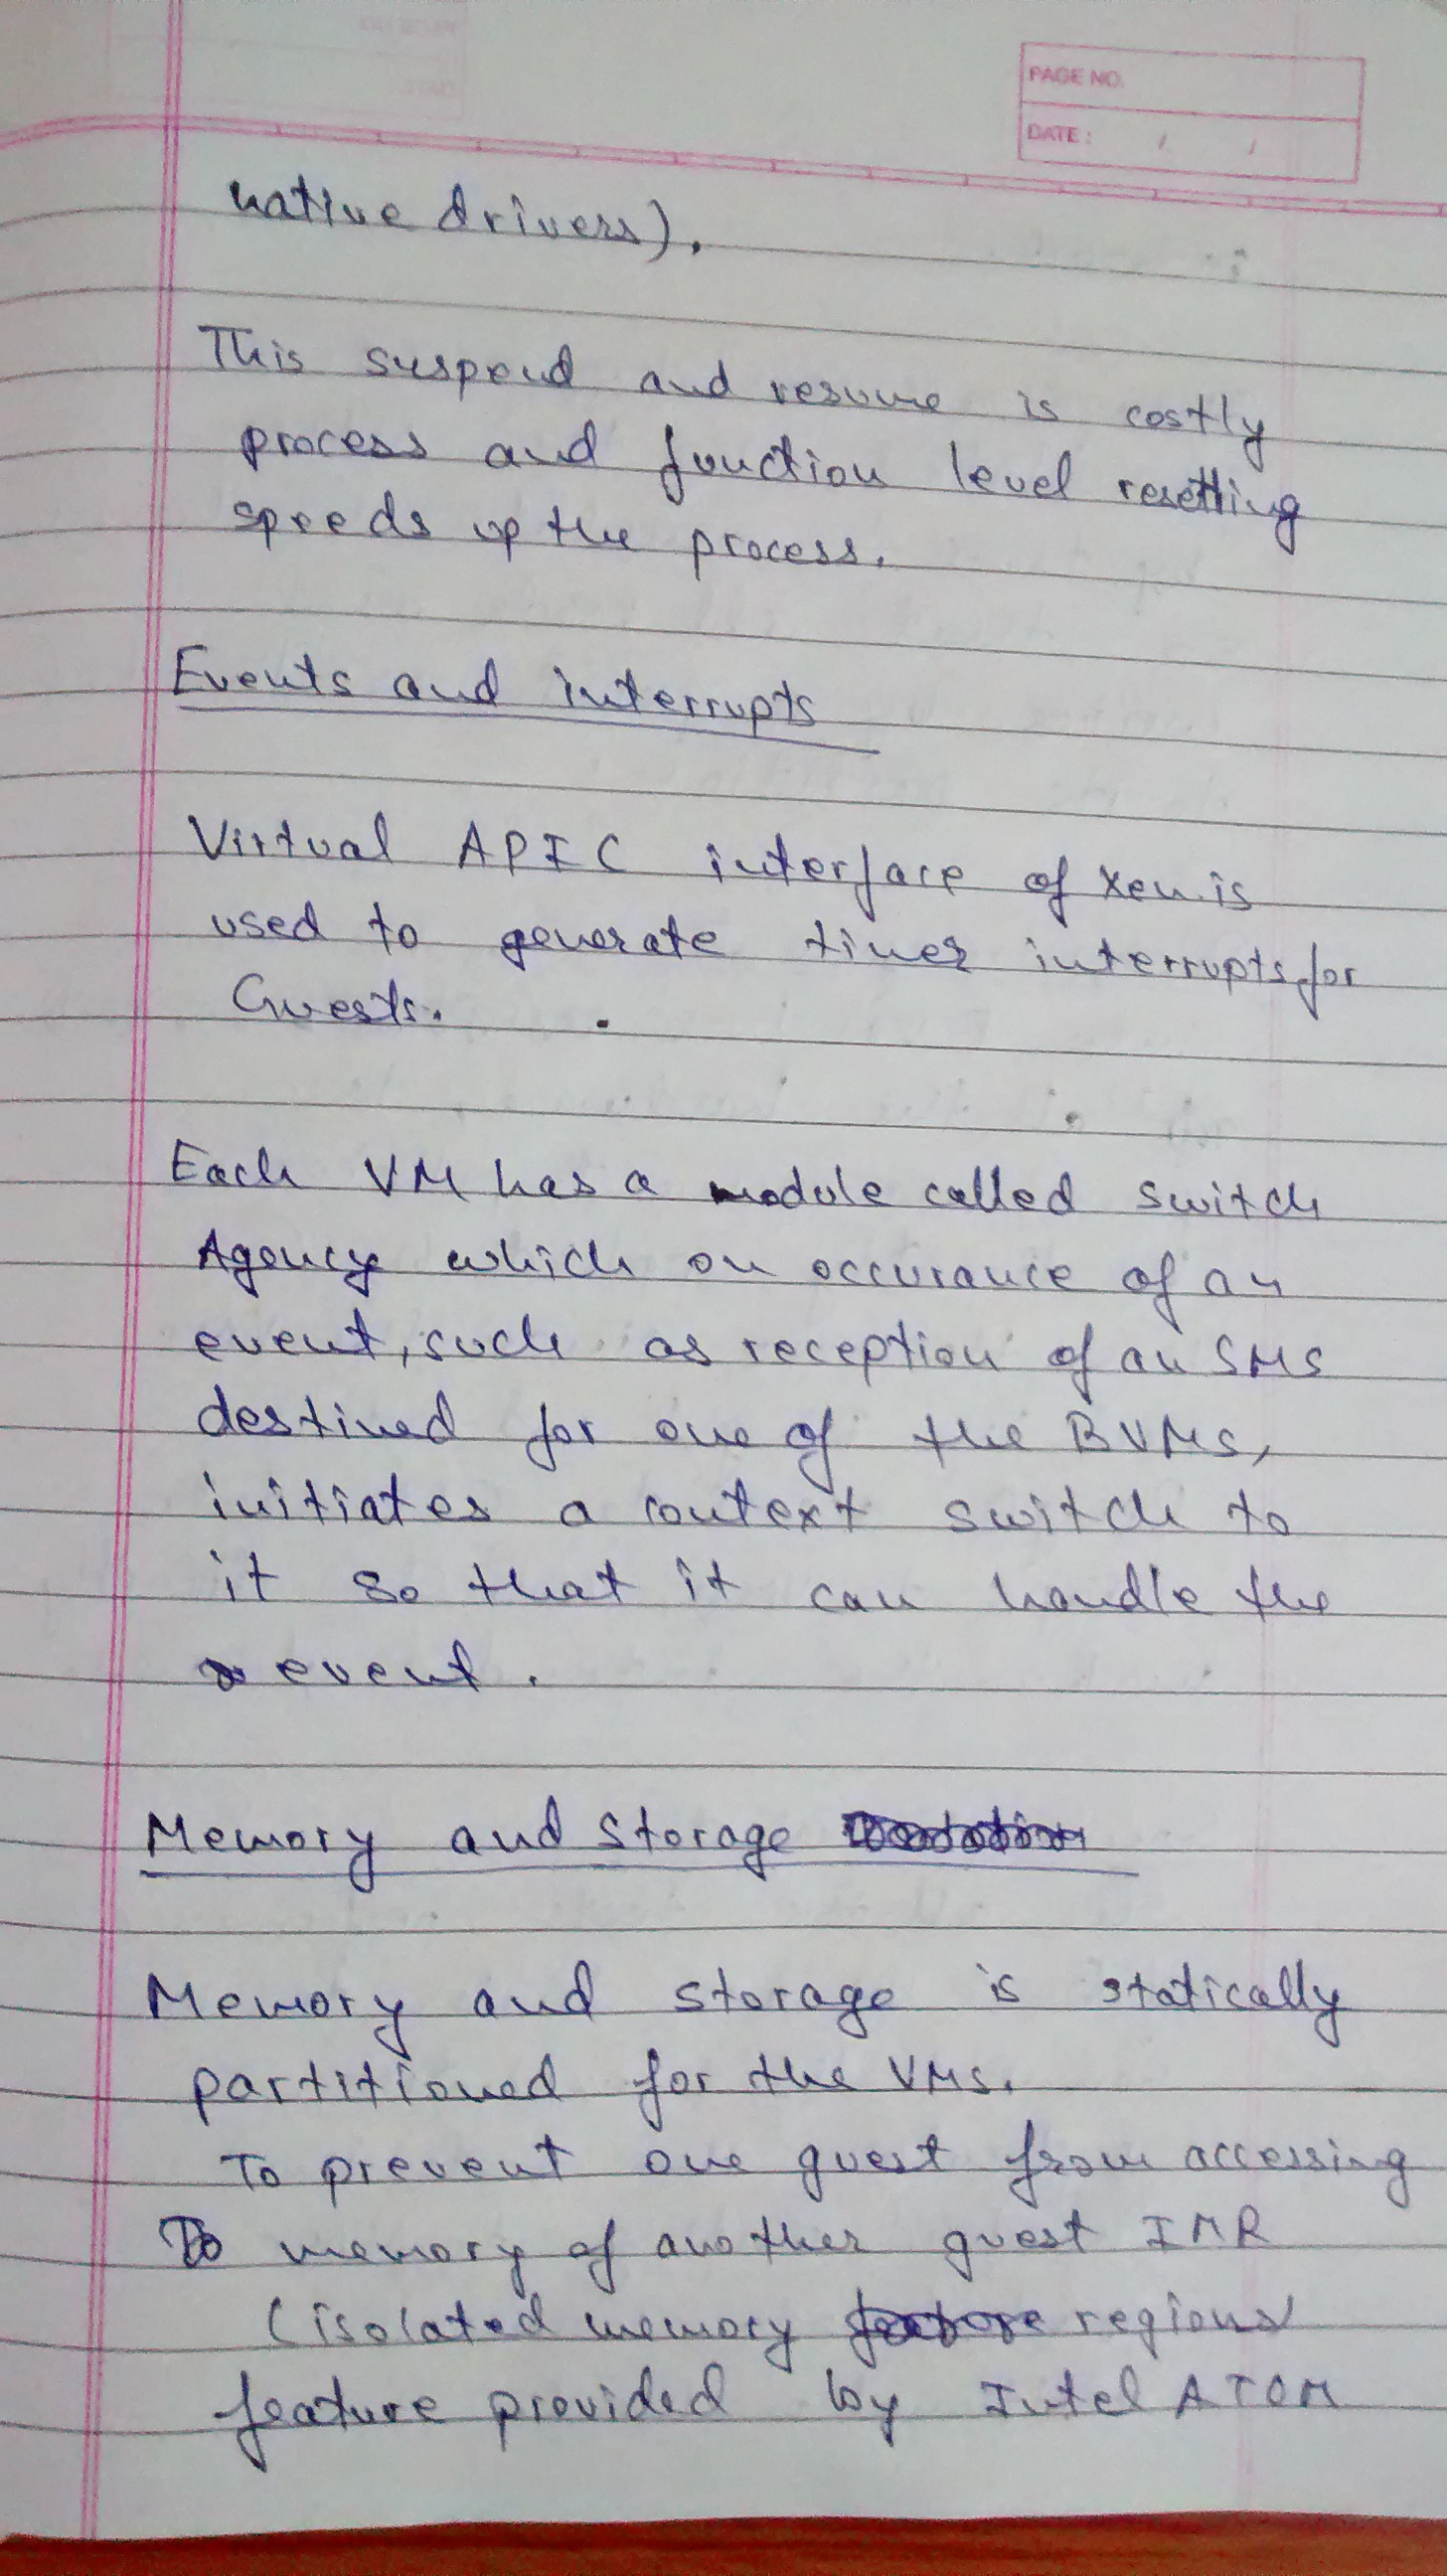 PAGE NO.
DATE: / /
native drivers).
This suspend and resume is costly
process and function level resetting
speeds up the process.
Events and interrupts
Virtual APIC interface of Xen is
used to generate timer interrupts for
Guests.
Each VM has a module called switch
Agency which on occurance of an
event, such as reception of an SMS
destined for one of the BVMs,
initiates a context switch to
it so that it can handle the
event.
Memory and storage
Memory and storage is statically
partitioned for the VMs.
To prevent one guest from accessing
To memory of another guest IMR
(isolated memory feature regions
feature provided by Intel ATOM